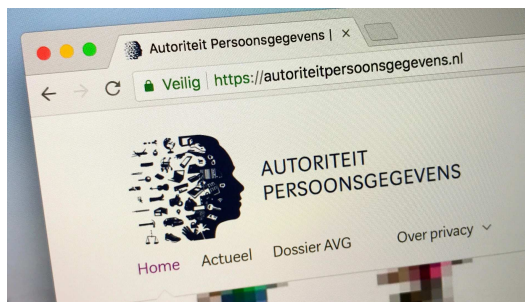 Autoriteit Persoonsgegevens |
Veilig | https://autoriteitpersoonsgegevens.nl
AUTORITEIT
PERSOONSGEGEVENS
Home Actueel Dossier AVG Over privacy